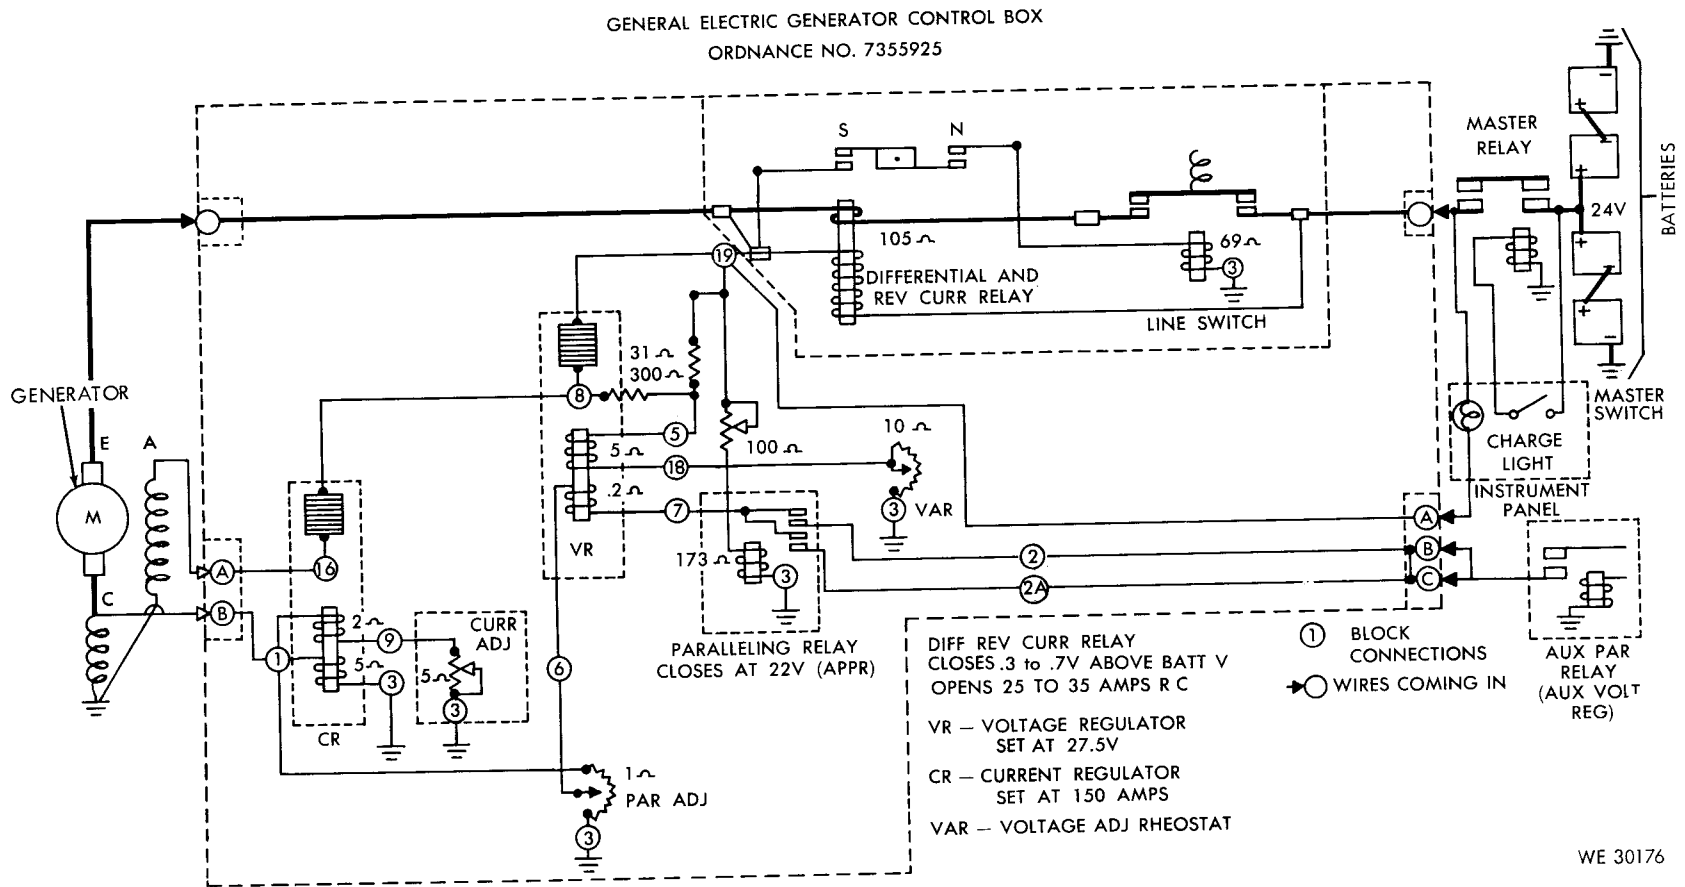 GENERAL ELECTRIC GENERATOR CONTROL BOX
ORDNANCE NO. 7355925
S
N
MASTER
RELAY
BATTERIES
24V
105 Ω
69 Ω
3
19
DIFFERENTIAL AND
REV CURR RELAY
LINE SWITCH
31 Ω
300 Ω
GENERATOR
8
MASTER
SWITCH
E
A
5
5 Ω
100 Ω
10 Ω
CHARGE
LIGHT
18
.2 Ω
INSTRUMENT
PANEL
M
7
3
VAR
A
VR
173 Ω
2
B
A
16
3
2A
C
C
B
2 Ω
9
CURR
ADJ
PARALLELING RELAY
CLOSES AT 22V (APPR)
DIFF REV CURR RELAY
CLOSES .3 to .7V ABOVE BATT V
OPENS 25 TO 35 AMPS R C
1
BLOCK
CONNECTIONS
WIRES COMING IN
AUX PAR
RELAY
(AUX VOLT
REG)
1
.5 Ω
3
5 Ω
3
6
CR
VR — VOLTAGE REGULATOR
SET AT 27.5V
1 Ω
PAR ADJ
3
CR — CURRENT REGULATOR
SET AT 150 AMPS
VAR — VOLTAGE ADJ RHEOSTAT
WE 30176